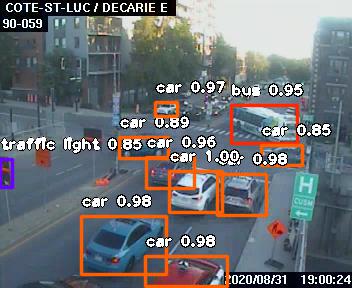 COTE-ST-LUC / DECARIE E
90-059
car 0.97
bus 0.95
car 0.89
car 0.85
traffic light 0.85
car 0.96
car 1.00
car 0.98
car 0.98
car 0.98
H
CUSM
2020/08/31 19:00:24